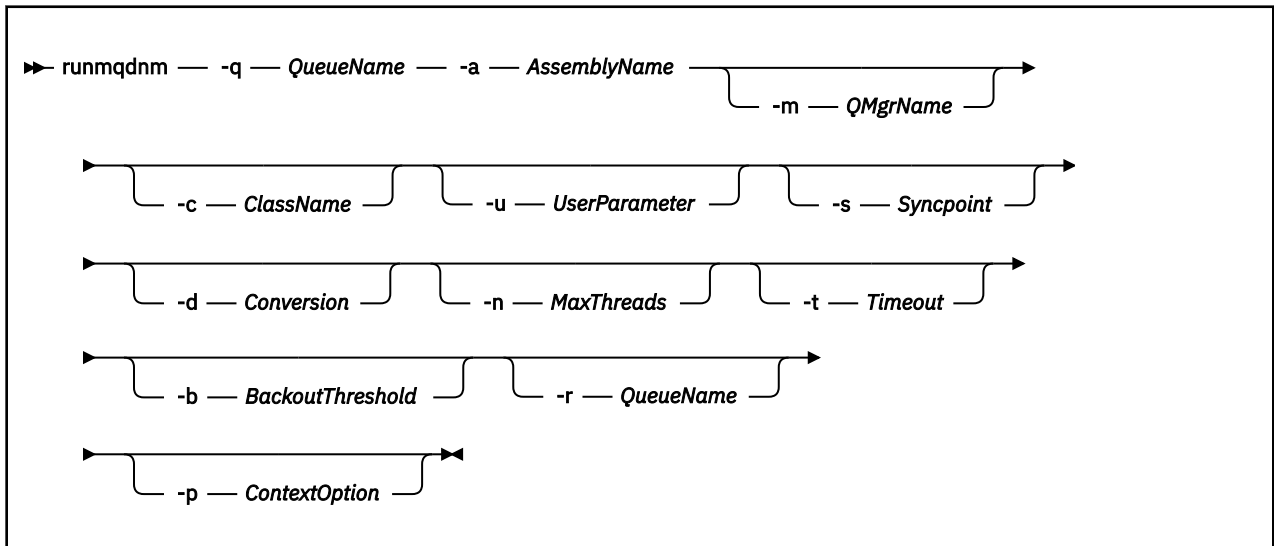 runmqdnm -q QueueName -a AssemblyName
-m QMgrName
-c ClassName -u UserParameter -s Syncpoint
-d Conversion -n MaxThreads -t Timeout
-b BackoutThreshold -r QueueName
-p ContextOption